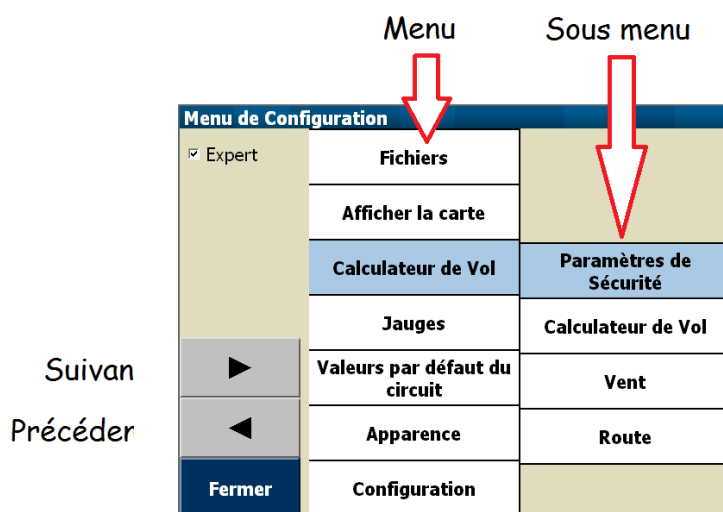 Menu
Sous menu
Menu de Configuration
Expert
Fichiers
Afficher la carte
Calculateur de Vol
Paramètres de
Sécurité
Jauges
Calculateur de Vol
Suivan
Valeurs par défaut du
circuit
Vent
Précéder
Apparence
Route
Fermer
Configuration